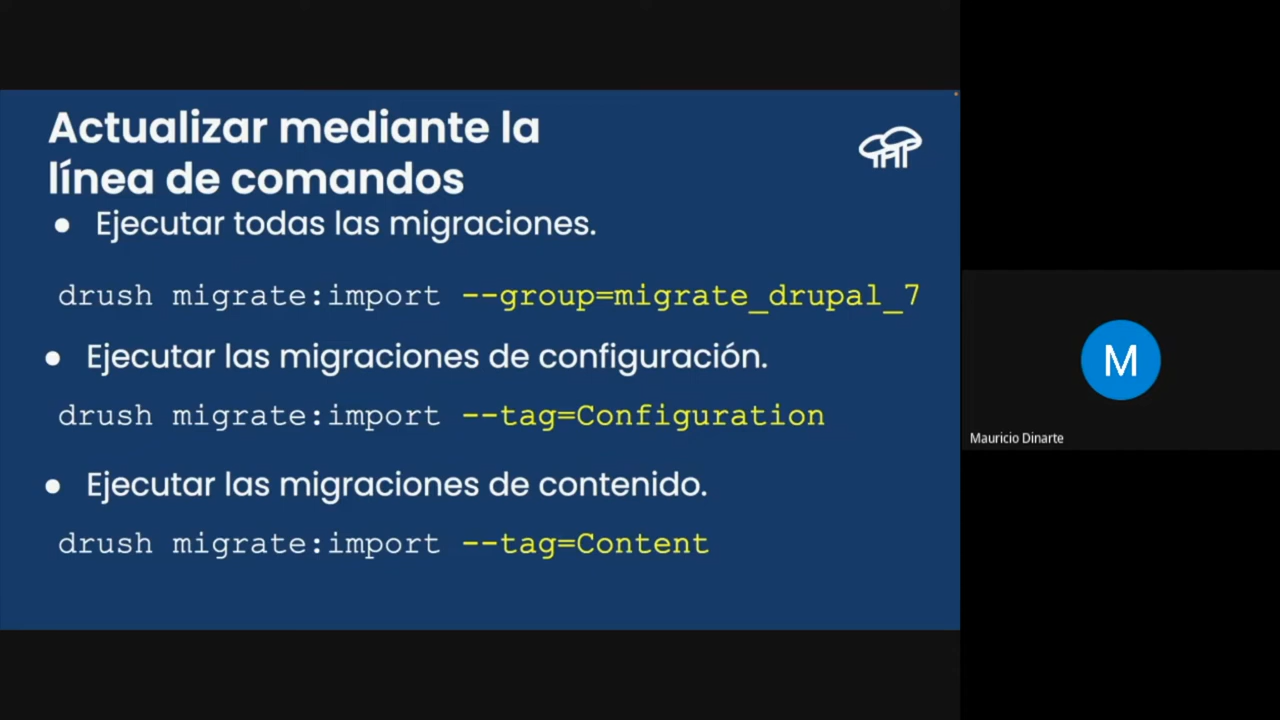 Actualizar mediante la
línea de comandos
● Ejecutar todas las migraciones.
drush migrate:import --group=migrate_drupal_7
● Ejecutar las migraciones de configuración.
drush migrate:import --tag=Configuration
● Ejecutar las migraciones de contenido.
drush migrate:import --tag=Content
M
Mauricio Dinarte